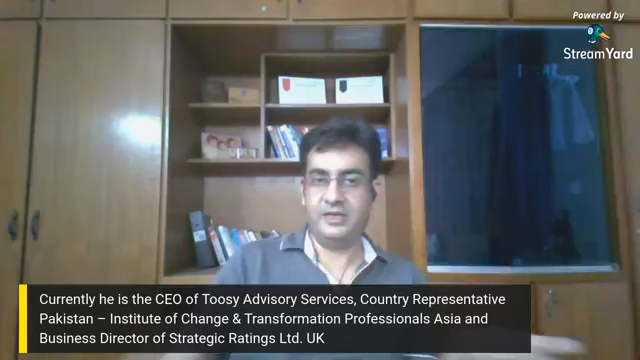 Powered by
StreamYard
Currently he is the CEO of Toosy Advisory Services, Country Representative
Pakistan – Institute of Change & Transformation Professionals Asia and
Business Director of Strategic Ratings Ltd. UK